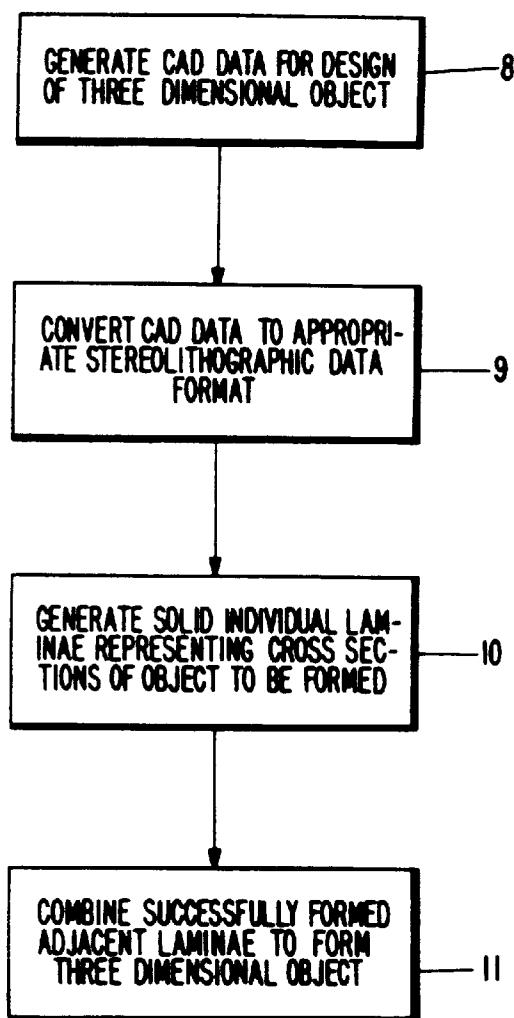 GENERATE CAD DATA FOR DESIGN
OF THREE DIMENSIONAL OBJECT
8
CONVERT CAD DATA TO APPROPRI-
ATE STEREOLITHOGRAPHIC DATA
FORMAT
9
GENERATE SOLID INDIVIDUAL LAM-
INAE REPRESENTING CROSS SEC-
TIONS OF OBJECT TO BE FORMED
10
COMBINE SUCCESSFULLY FORMED
ADJACENT LAMINAE TO FORM
THREE DIMENSIONAL OBJECT
11